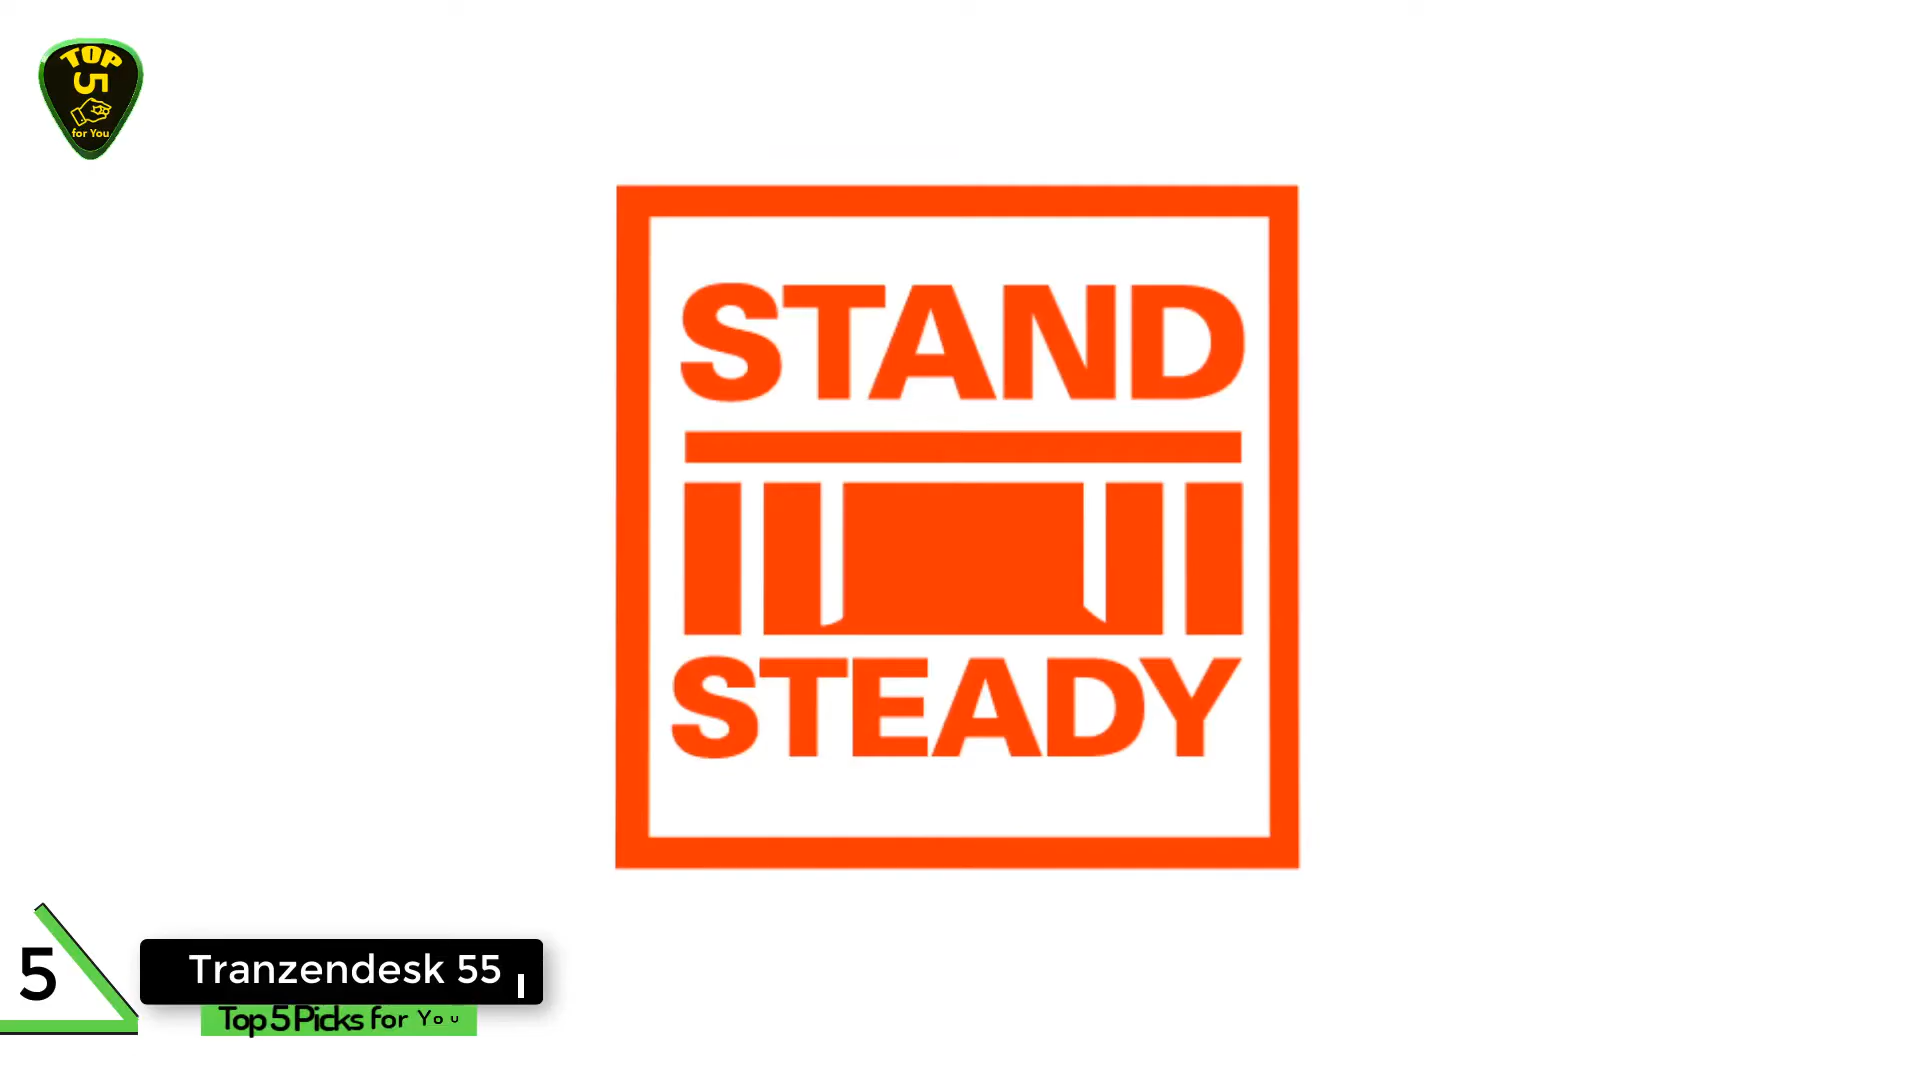 TOP
5
for You
STAND
STEADY
5
Tranzendesk 55
Top 5 Picks for You